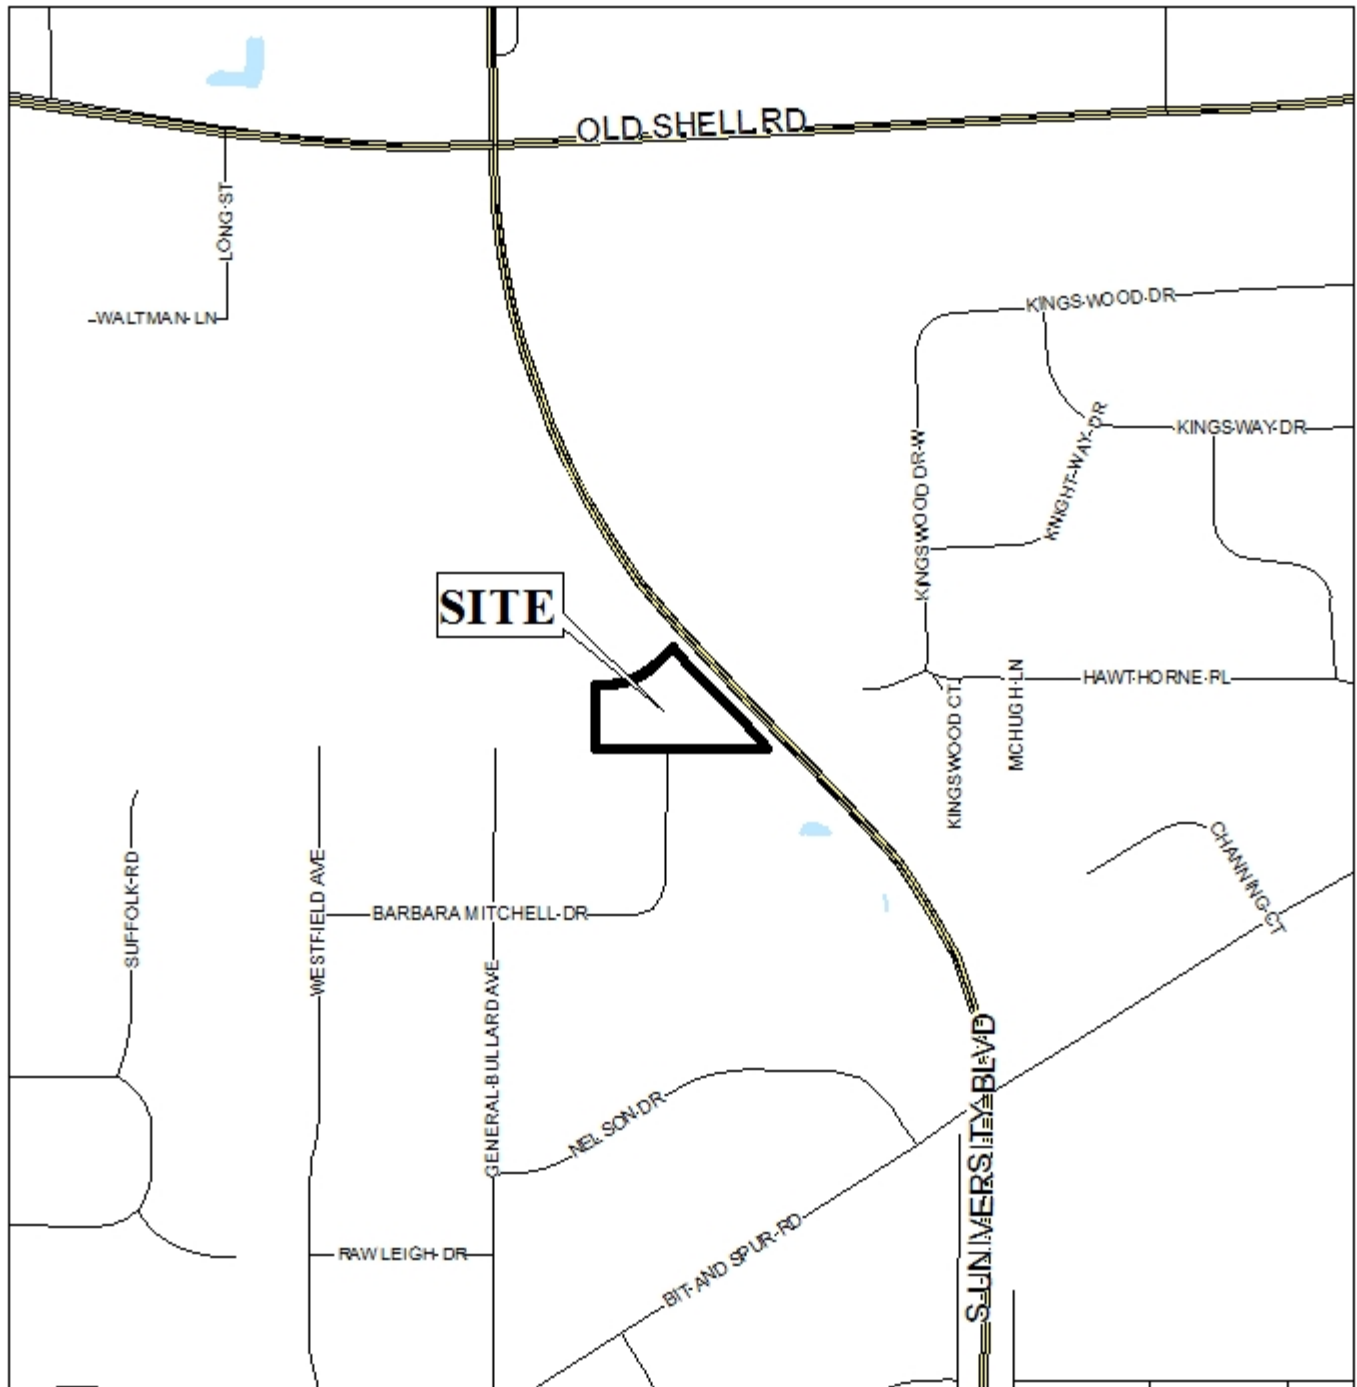 OLD SHELL RD
LONG ST
WALTMAN LN
KINGSWOOD DR
KINGSWAY DR
KNIGHT WAY DR
KINGSWOOD DR W
SITE
HAWTHORNE PL
MCHUGH LN
KINGSWOOD CT
CHANNING CT
SUFFOLK RD
WESTFIELD AVE
BARBARA MITCHELL DR
GENERAL BULLARD AVE
S UNIVERSITY BLVD
NELSON DR
BIT AND SPUR RD
RAWLEIGH DR